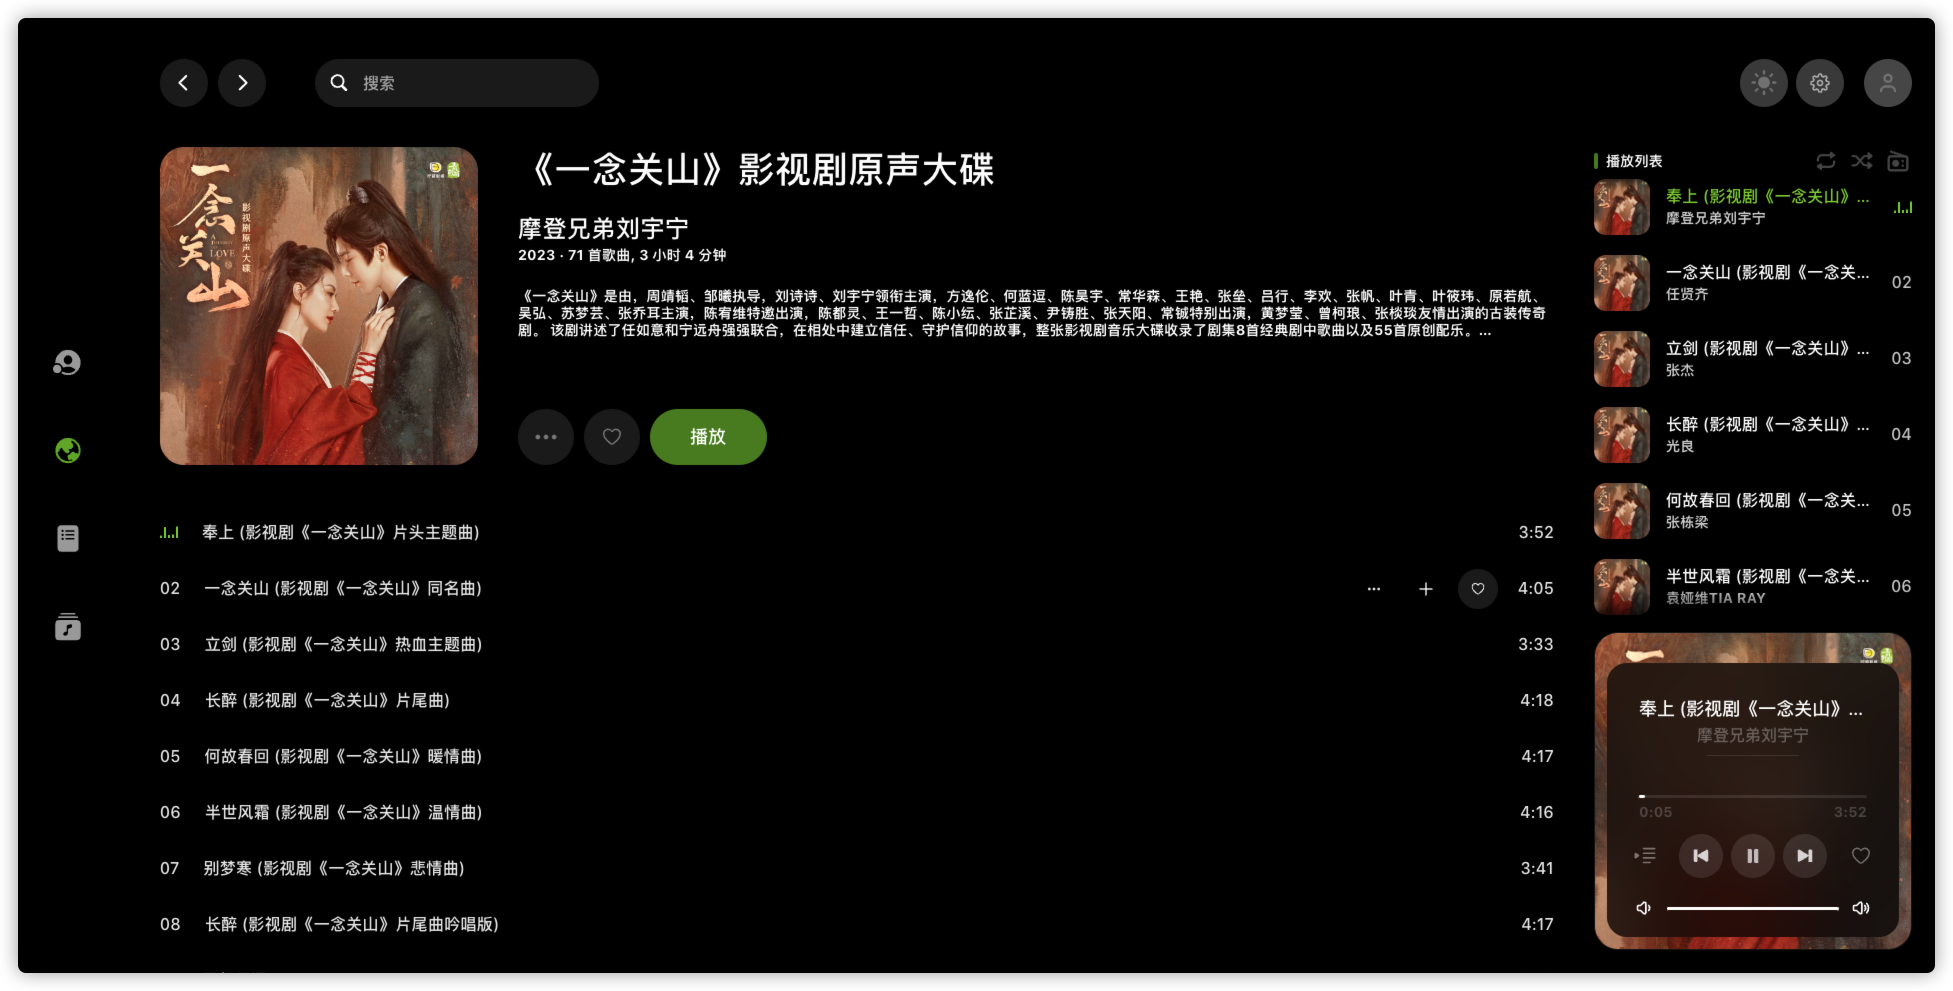 搜索
一念关山
影视剧原声大碟
A
LOVE
《一念关山》影视剧原声大碟
摩登兄弟刘宇宁
2023 · 71 首歌曲, 3 小时 4 分钟
《一念关山》是由，周靖韬、邹曦执导，刘诗诗、刘宇宁领衔主演，方逸伦、何蓝逗、陈昊宇、常华森、王艳、张垒、吕行、李欢、张帆、叶青、叶筱玮、原若航、
吴弘、苏梦芸、张乔耳主演，陈宥维特邀出演，陈都灵、王一哲、陈小纭、张芷溪、尹铸胜、张天阳、常铖特别出演，黄梦莹、曾柯琅、张棪琰友情出演的古装传奇
剧。 该剧讲述了任如意和宁远舟强强联合，在相处中建立信任、守护信仰的故事，整张影视剧音乐大碟收录了剧集8首经典剧中歌曲以及55首原创配乐。...
播放
奉上 (影视剧《一念关山》片头主题曲) 3:52
02 一念关山 (影视剧《一念关山》同名曲) 4:05
03 立剑 (影视剧《一念关山》热血主题曲) 3:33
04 长醉 (影视剧《一念关山》片尾曲) 4:18
05 何故春回 (影视剧《一念关山》暖情曲) 4:17
06 半世风霜 (影视剧《一念关山》温情曲) 4:16
07 别梦寒 (影视剧《一念关山》悲情曲) 3:41
08 长醉 (影视剧《一念关山》片尾曲吟唱版) 4:17
播放列表
奉上 (影视剧《一念关山》...
摩登兄弟刘宇宁
一念关山 (影视剧《一念关... 02
任贤齐
立剑 (影视剧《一念关山》... 03
张杰
长醉 (影视剧《一念关山》... 04
光良
何故春回 (影视剧《一念关... 05
张栋梁
半世风霜 (影视剧《一念关... 06
袁娅维TIA RAY
奉上 (影视剧《一念关山》...
摩登兄弟刘宇宁
0:05 3:52